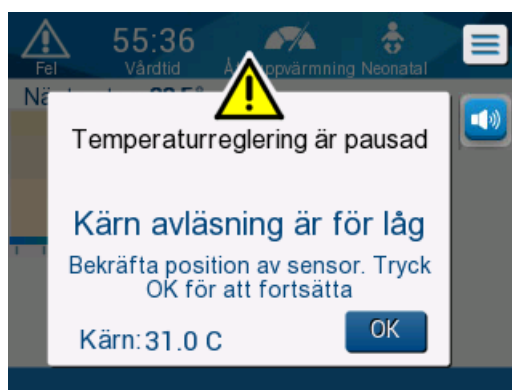 55:36
Fel
Vårdtid
Neonatal
Temperaturreglering är pausad
Kärn avläsning är för låg
Bekräfta position av sensor. Tryck
OK för att fortsätta
Kärn: 31.0 C
OK